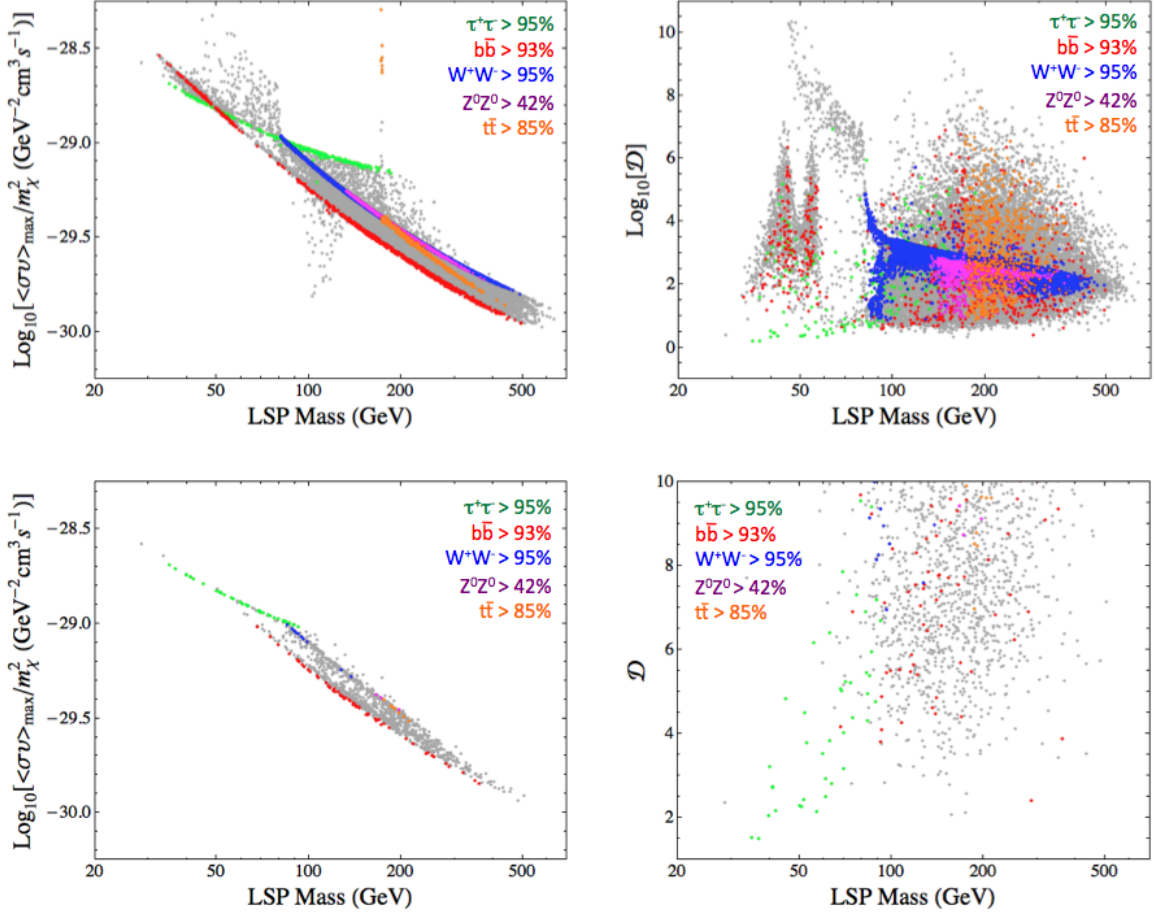 Log₁₀[<σv>max/m²χ (GeV⁻²cm³s⁻¹)]
-28.5
-29.0
-29.5
-30.0
τ⁺τ⁻ > 95%
bb̄ > 93%
W⁺W⁻ > 95%
Z⁰Z⁰ > 42%
tt̄ > 85%
20 50 100 200 500
LSP Mass (GeV)
Log₁₀[𝒟]
10
8
6
4
2
0
τ⁺τ⁻ > 95%
bb̄ > 93%
W⁺W⁻ > 95%
Z⁰Z⁰ > 42%
tt̄ > 85%
20 50 100 200 500
LSP Mass (GeV)
Log₁₀[<σv>max/m²χ (GeV⁻²cm³s⁻¹)]
-28.5
-29.0
-29.5
-30.0
τ⁺τ⁻ > 95%
bb̄ > 93%
W⁺W⁻ > 95%
Z⁰Z⁰ > 42%
tt̄ > 85%
20 50 100 200 500
LSP Mass (GeV)
𝒟
10
8
6
4
2
τ⁺τ⁻ > 95%
bb̄ > 93%
W⁺W⁻ > 95%
Z⁰Z⁰ > 42%
tt̄ > 85%
20 50 100 200 500
LSP Mass (GeV)